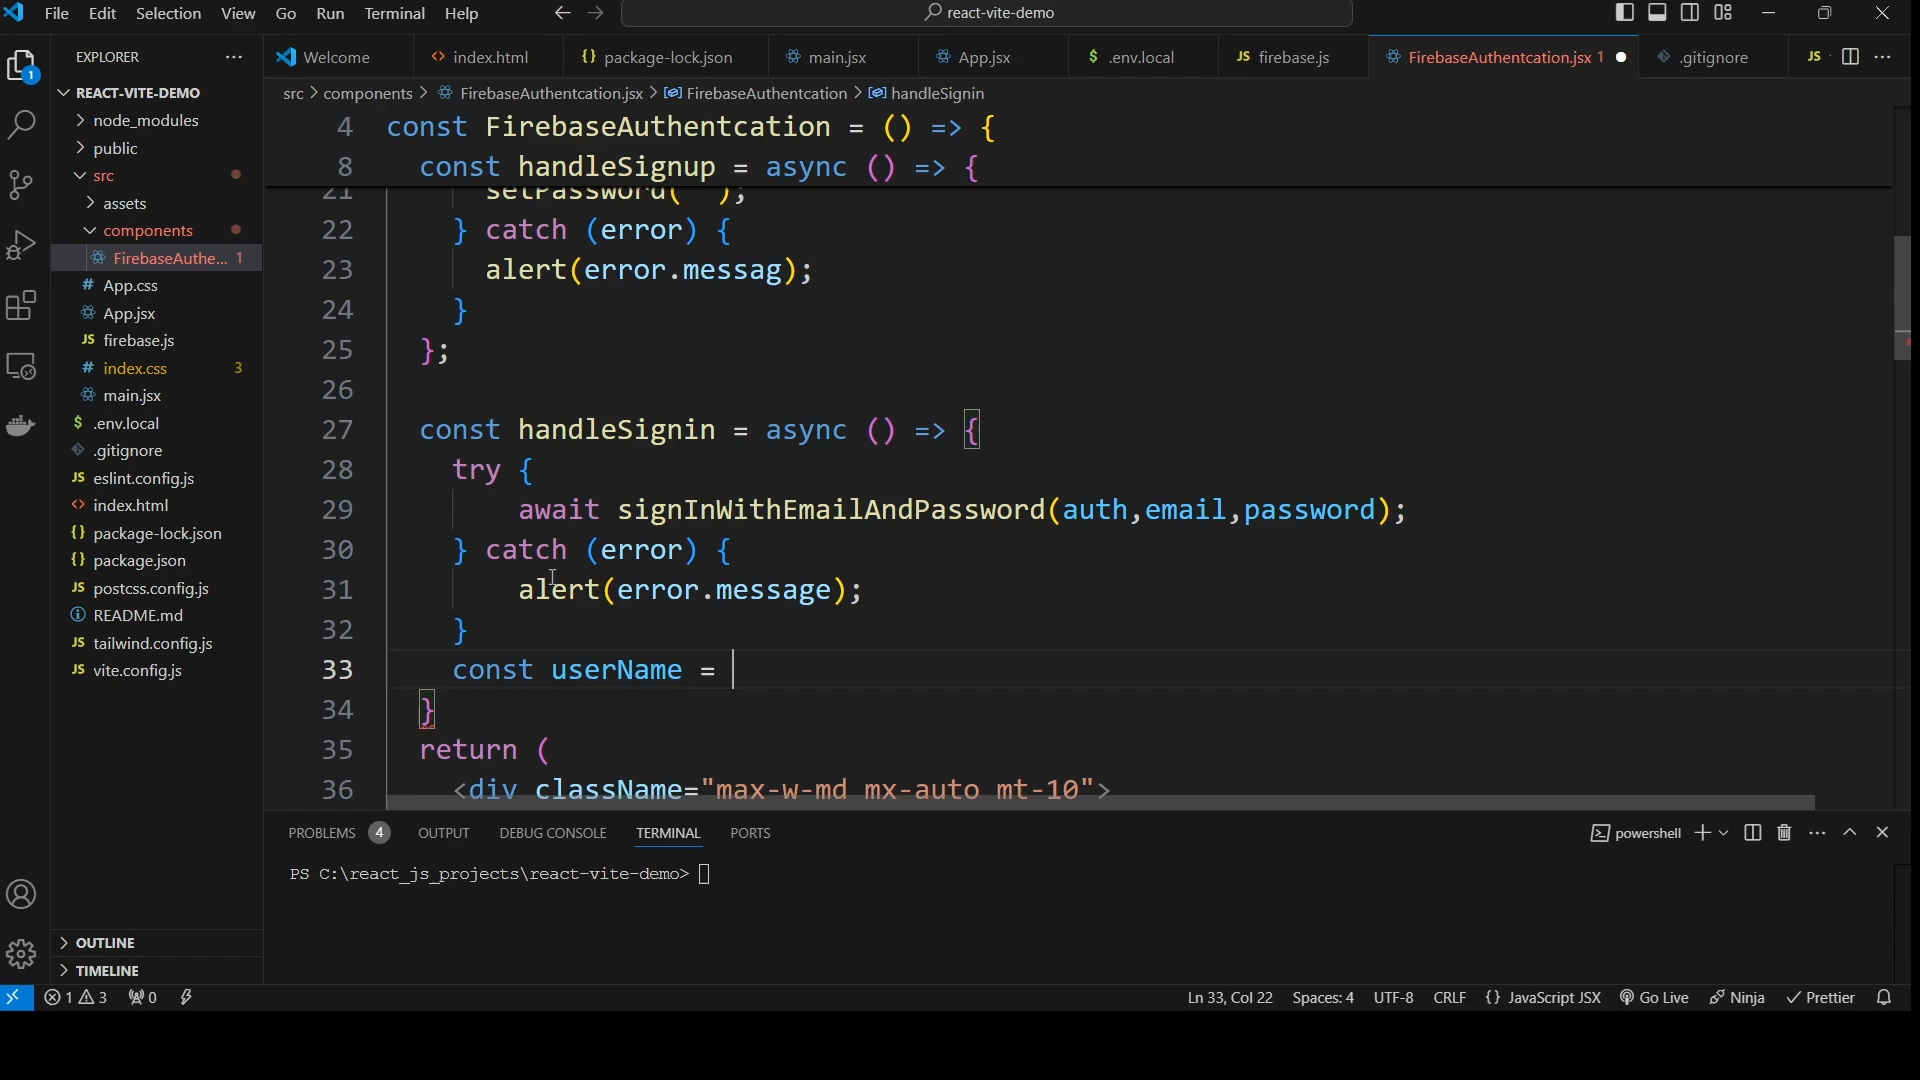 File Edit Selection View Go Run Terminal Help
react-vite-demo
EXPLORER
Welcome index.html package-lock.json main.jsx App.jsx .env.local firebase.js FirebaseAuthentcation.jsx 1 .gitignore JS
src > components > FirebaseAuthentcation.jsx > FirebaseAuthentcation > handleSignin
REACT-VITE-DEMO
node_modules
public
src
assets
components
FirebaseAuthe... 1
App.css
App.jsx
firebase.js
index.css 3
main.jsx
.env.local
.gitignore
eslint.config.js
index.html
package-lock.json
package.json
postcss.config.js
README.md
tailwind.config.js
vite.config.js
OUTLINE
TIMELINE
4 const FirebaseAuthentcation = () => {
8 const handleSignup = async () => {
21 setPassword(" ");
22 } catch (error) {
23 alert(error.messag);
24 }
25 };
26
27 const handleSignin = async () => {
28 try {
29 await signInWithEmailAndPassword(auth,email,password);
30 } catch (error) {
31 alert(error.message);
32 }
33 const userName =
34 }
35 return (
36 <div className="max-w-md mx-auto mt-10">
PROBLEMS 4 OUTPUT DEBUG CONSOLE TERMINAL PORTS powershell
PS C:\react_js_projects\react-vite-demo>
1 3 0 Ln 33, Col 22 Spaces: 4 UTF-8 CRLF {} JavaScript JSX Go Live Ninja Prettier